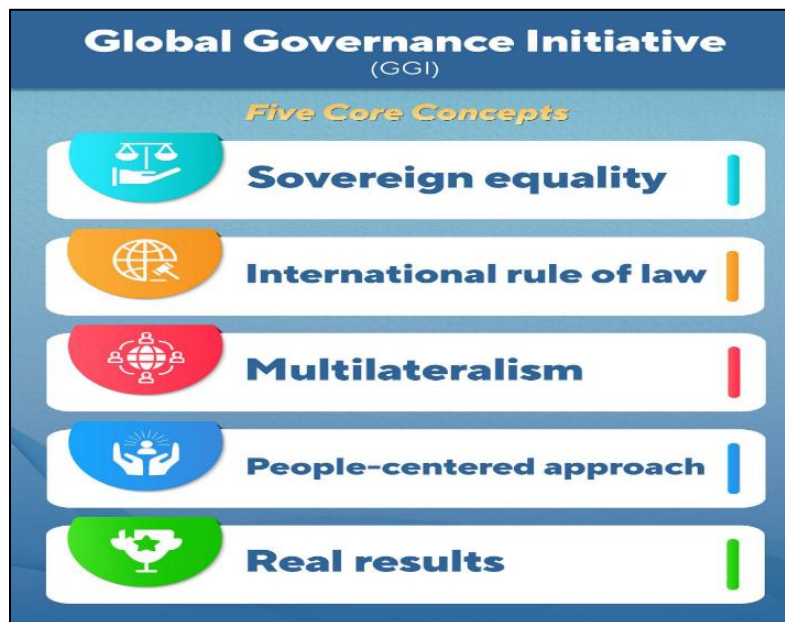 Global Governance Initiative
(GGI)
Five Core Concepts
Sovereign equality
International rule of law
Multilateralism
People-centered approach
Real results